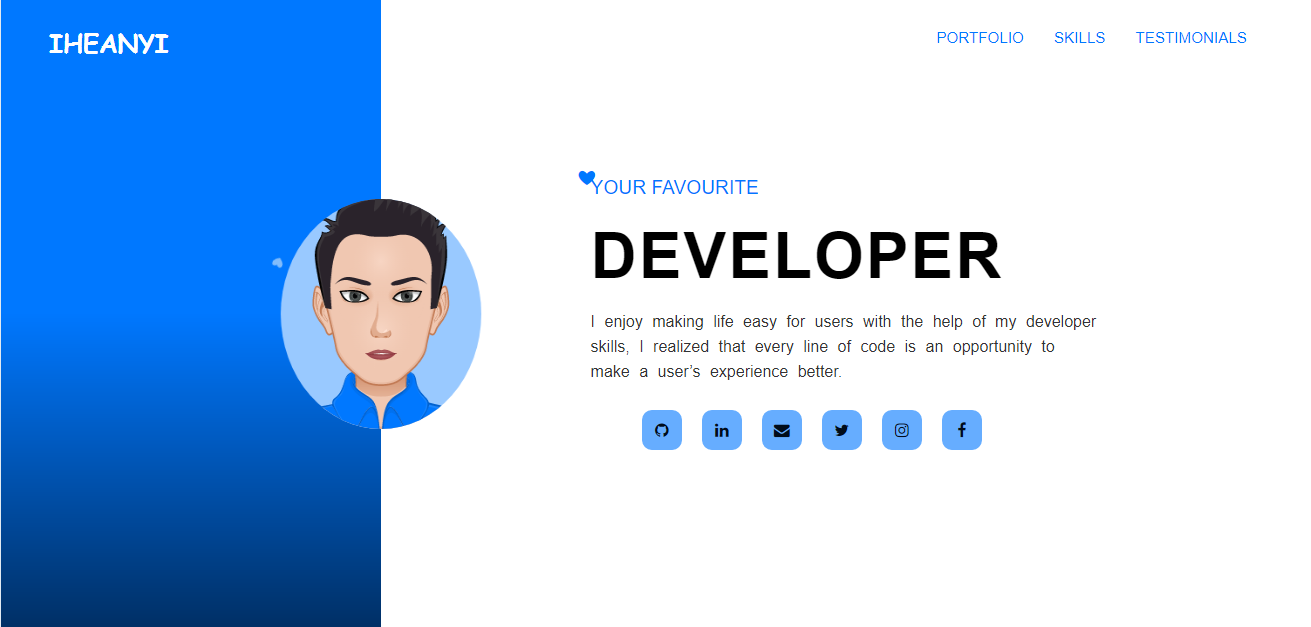 IHEANYI
PORTFOLIO SKILLS TESTIMONIALS
YOUR FAVOURITE
DEVELOPER
I enjoy making life easy for users with the help of my developer
skills, I realized that every line of code is an opportunity to
make a user’s experience better.